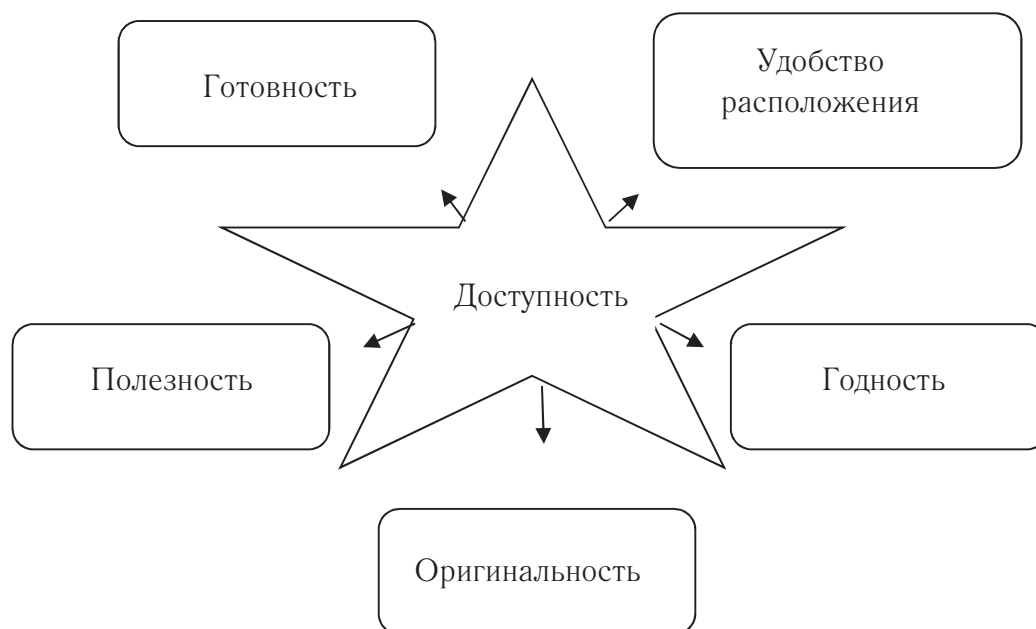 Готовность
Удобство
расположения
Доступность
Полезность
Годность
Оригинальность